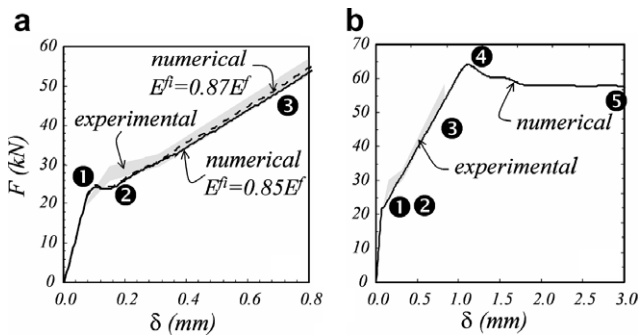 a
60
50
40
30
20
10
0
F (kN)
numerical
E^fi=0.87E^f
experimental
numerical
E^fi=0.85E^f
1
2
3
0.0 0.2 0.4 0.6 0.8
δ (mm)
b
70
60
50
40
30
20
10
0
4
5
numerical
3
experimental
1 2
0.0 0.5 1.0 1.5 2.0 2.5 3.0
δ (mm)